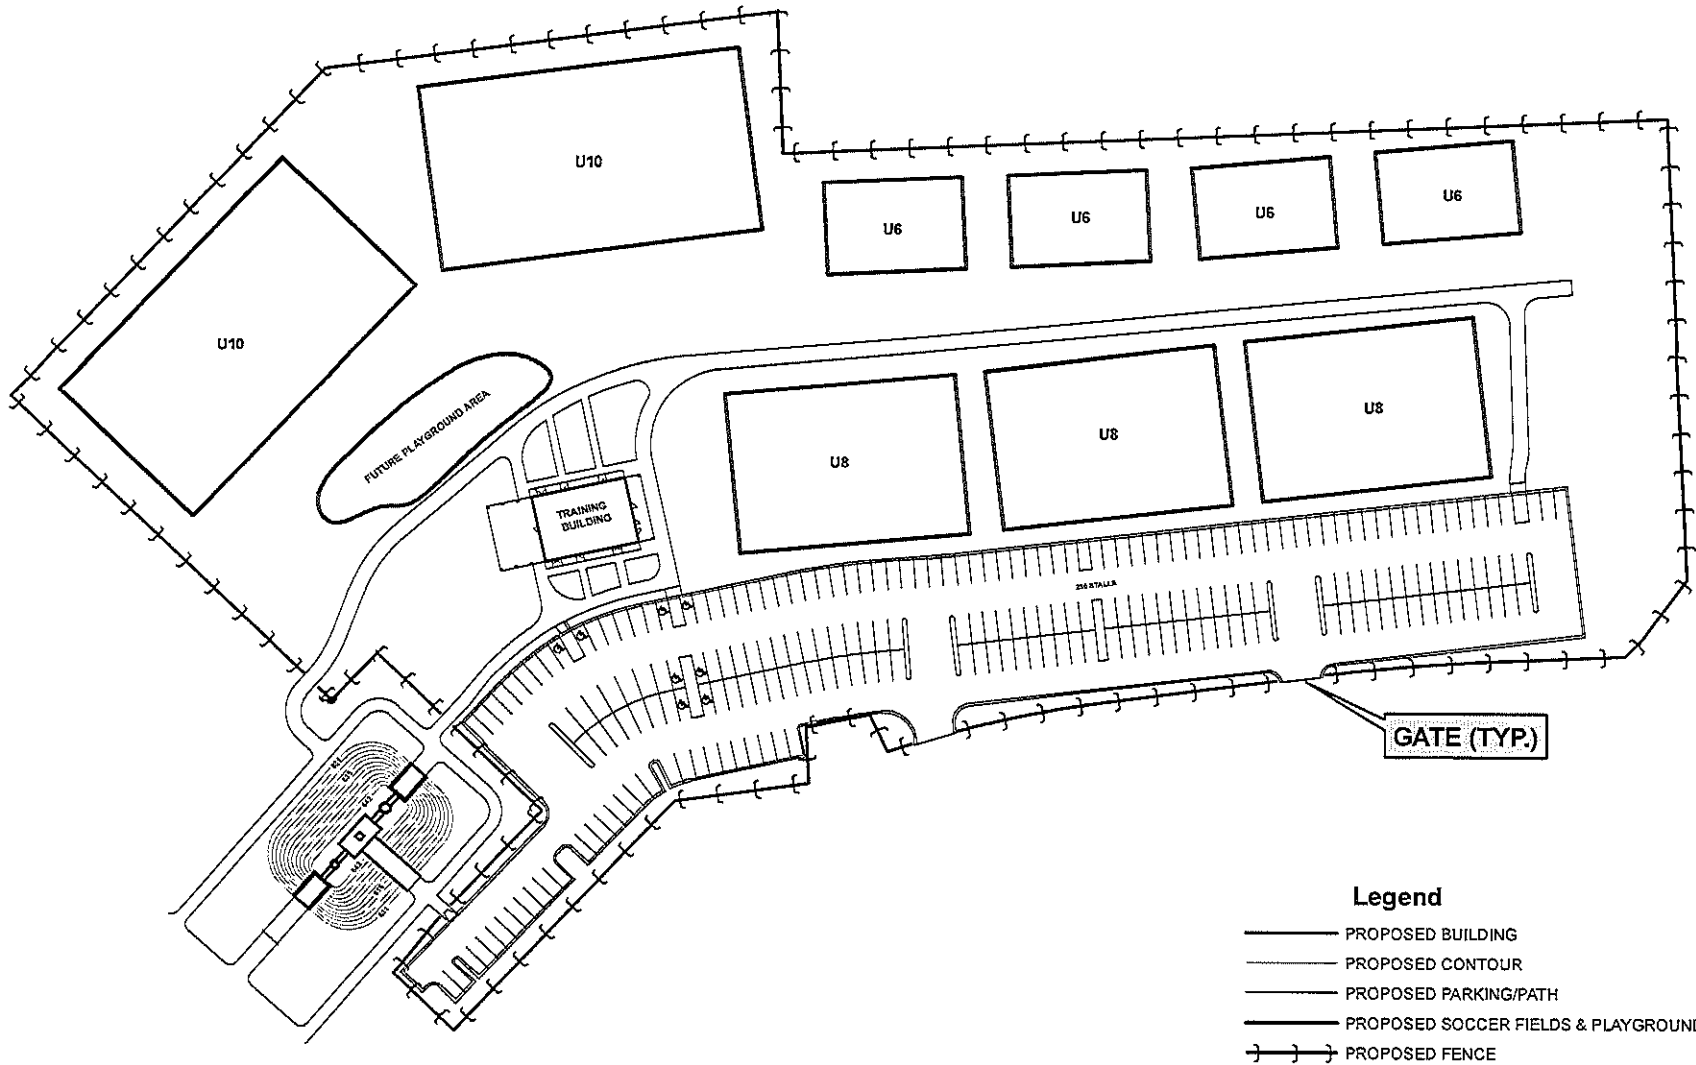 U10
U10
U6
U6
U6
U6
U8
U8
U8
FUTURE PLAYGROUND AREA
TRAINING
BUILDING
GATE (TYP.)
Legend
PROPOSED BUILDING
PROPOSED CONTOUR
PROPOSED PARKING/PATH
PROPOSED SOCCER FIELDS & PLAYGROUND
PROPOSED FENCE